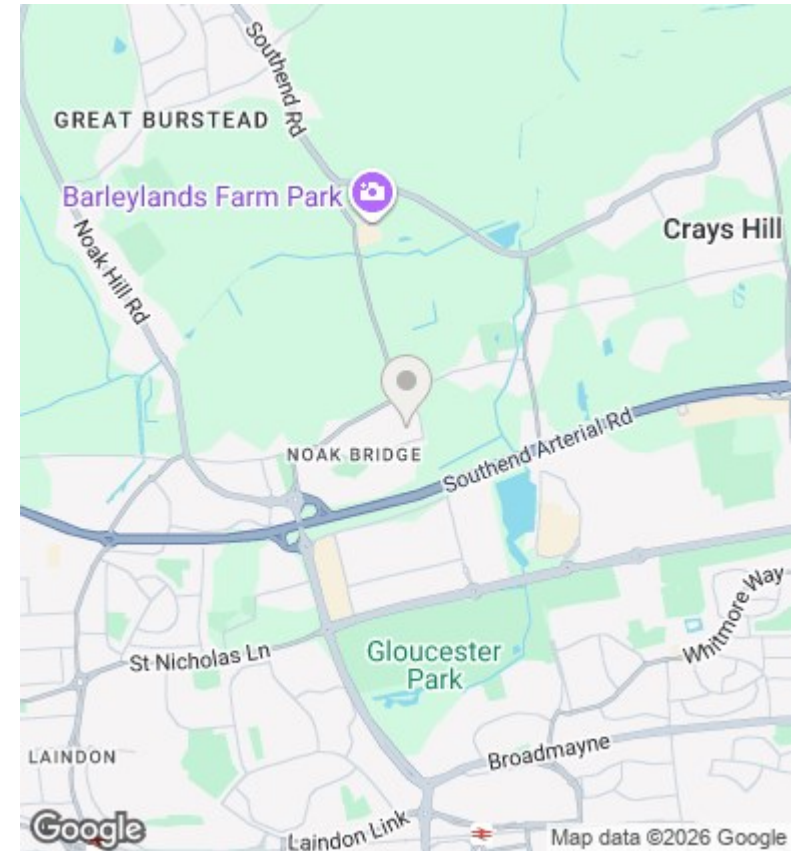 Southend Rd
GREAT BURSTEAD
Barleylands Farm Park
Crays Hill
Noak Hill Rd
NOAK BRIDGE
Southend Arterial Rd
Whitmore Way
St Nicholas Ln
Gloucester
Park
Broadmayne
LAINDON
Laindon Link
Google
Map data ©2026 Google